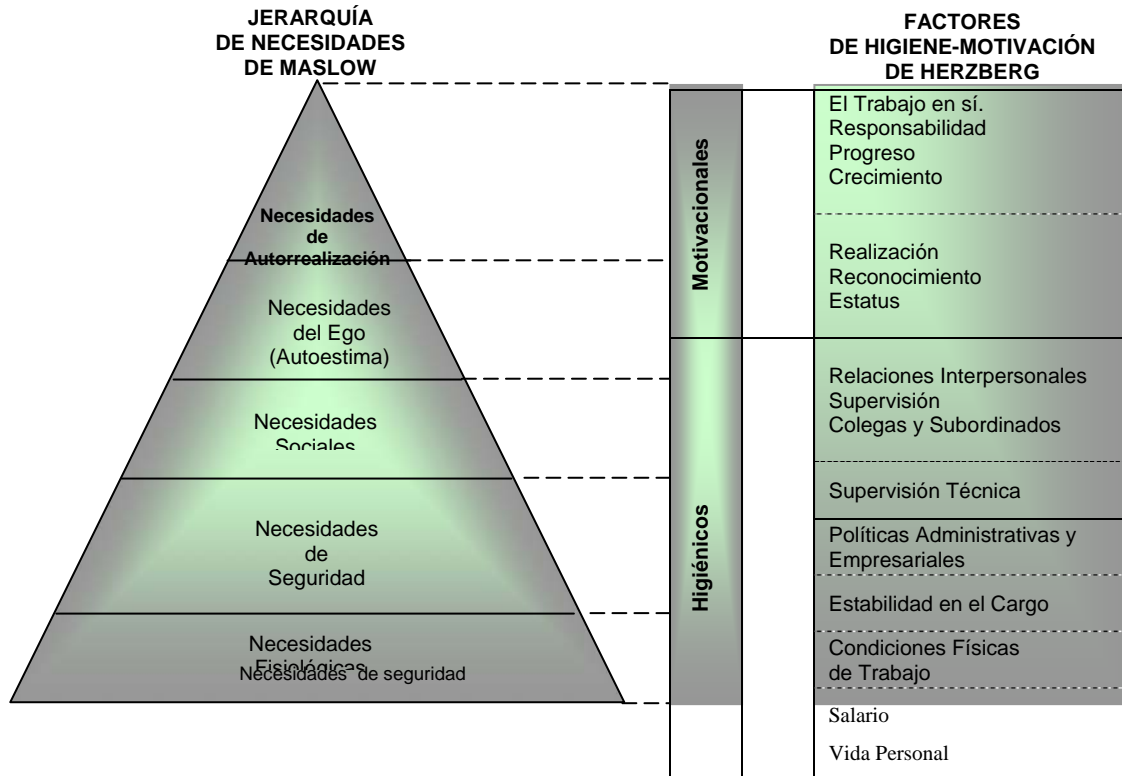 JERARQUÍA
DE NECESIDADES
DE MASLOW
Necesidades
de
Autorrealización
Necesidades
del Ego
(Autoestima)
Necesidades
Sociales
Necesidades
de
Seguridad
Necesidades
Fisiológicas
Necesidades de seguridad
Motivacionales
Higiénicos
FACTORES
DE HIGIENE-MOTIVACIÓN
DE HERZBERG
El Trabajo en sí.
Responsabilidad
Progreso
Crecimiento
Realización
Reconocimiento
Estatus
Relaciones Interpersonales
Supervisión
Colegas y Subordinados
Supervisión Técnica
Políticas Administrativas y
Empresariales
Estabilidad en el Cargo
Condiciones Físicas
de Trabajo
Salario
Vida Personal